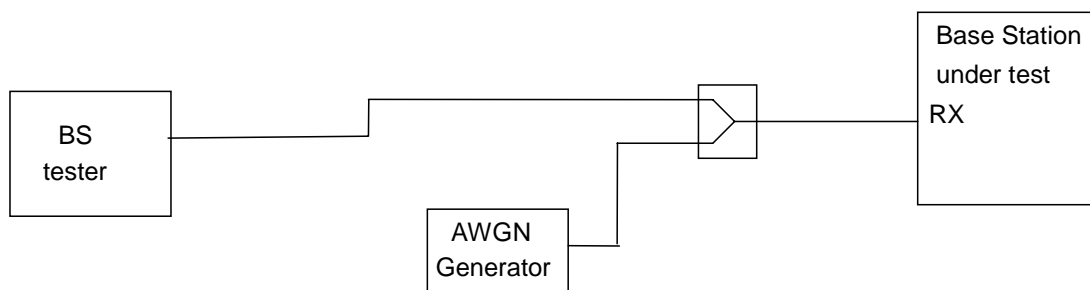 BS
tester
AWGN
Generator
Base Station
under test
RX